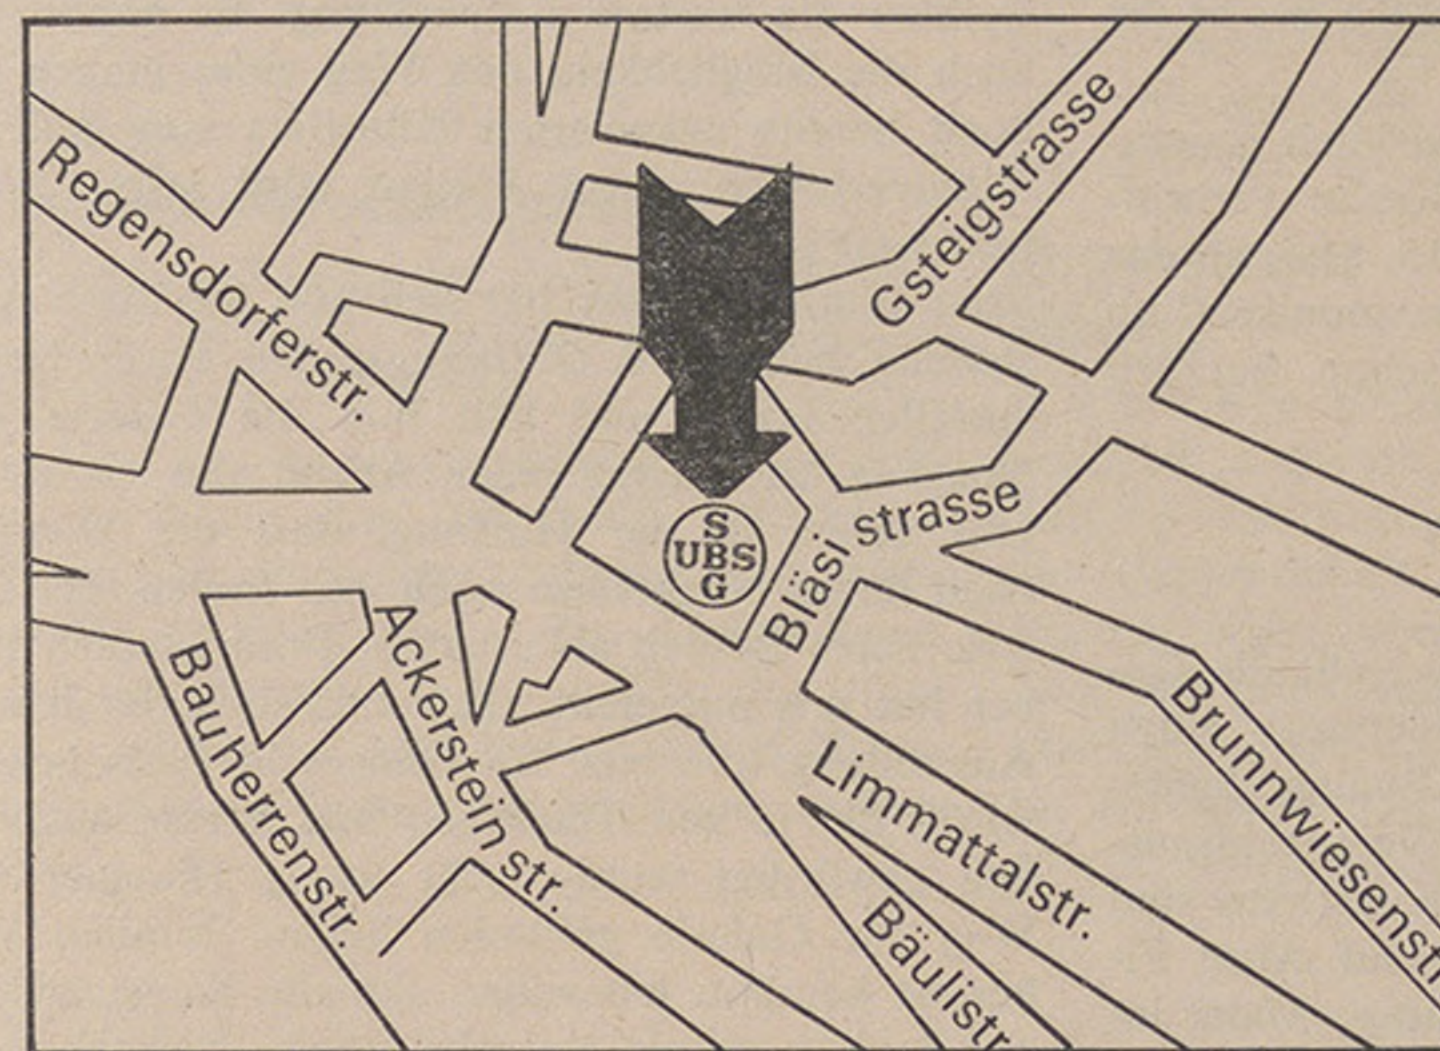 Regensdorferstr.
Gsteigstrasse
S
UBS
G
Bläsi strasse
Ackerstein str.
Bauherrenstr.
Limmattalstr.
Brunnwiesenstr
Bäulistr